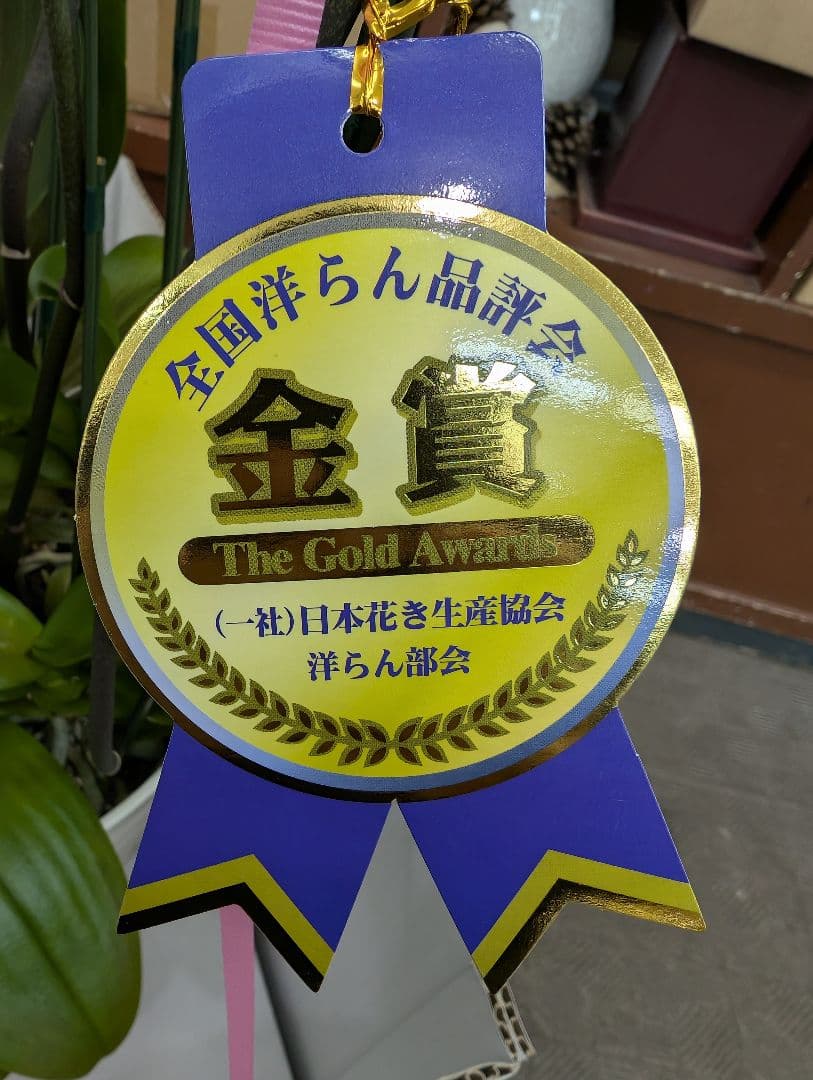 全国洋らん品評会
金賞
The Gold Awards
(一社)日本花き生産協会
洋らん部会